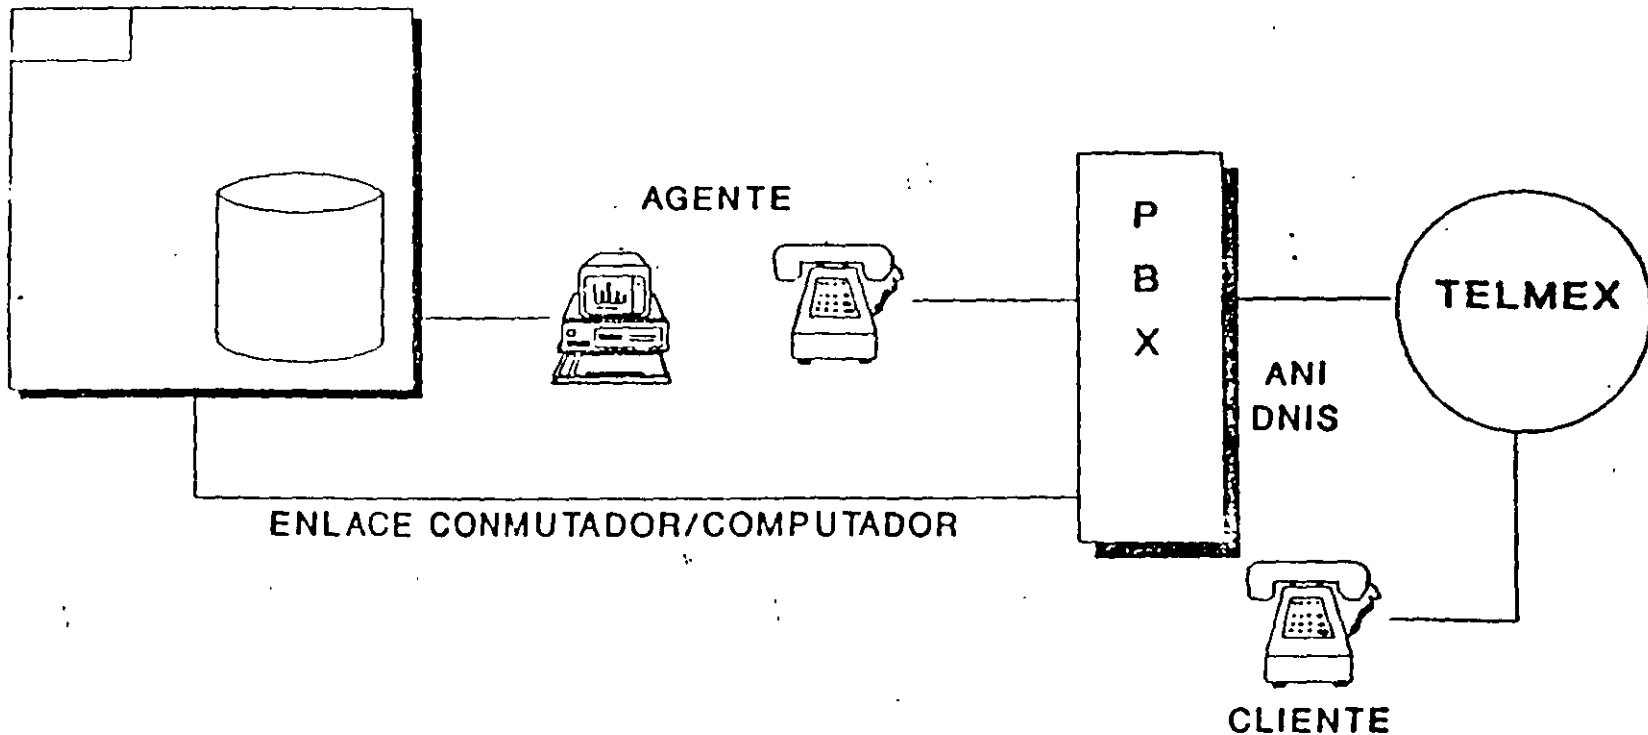 AGENTE
P
B
X
TELMEX
ANI
DNIS
ENLACE CONMUTADOR/COMPUTADOR
CLIENTE